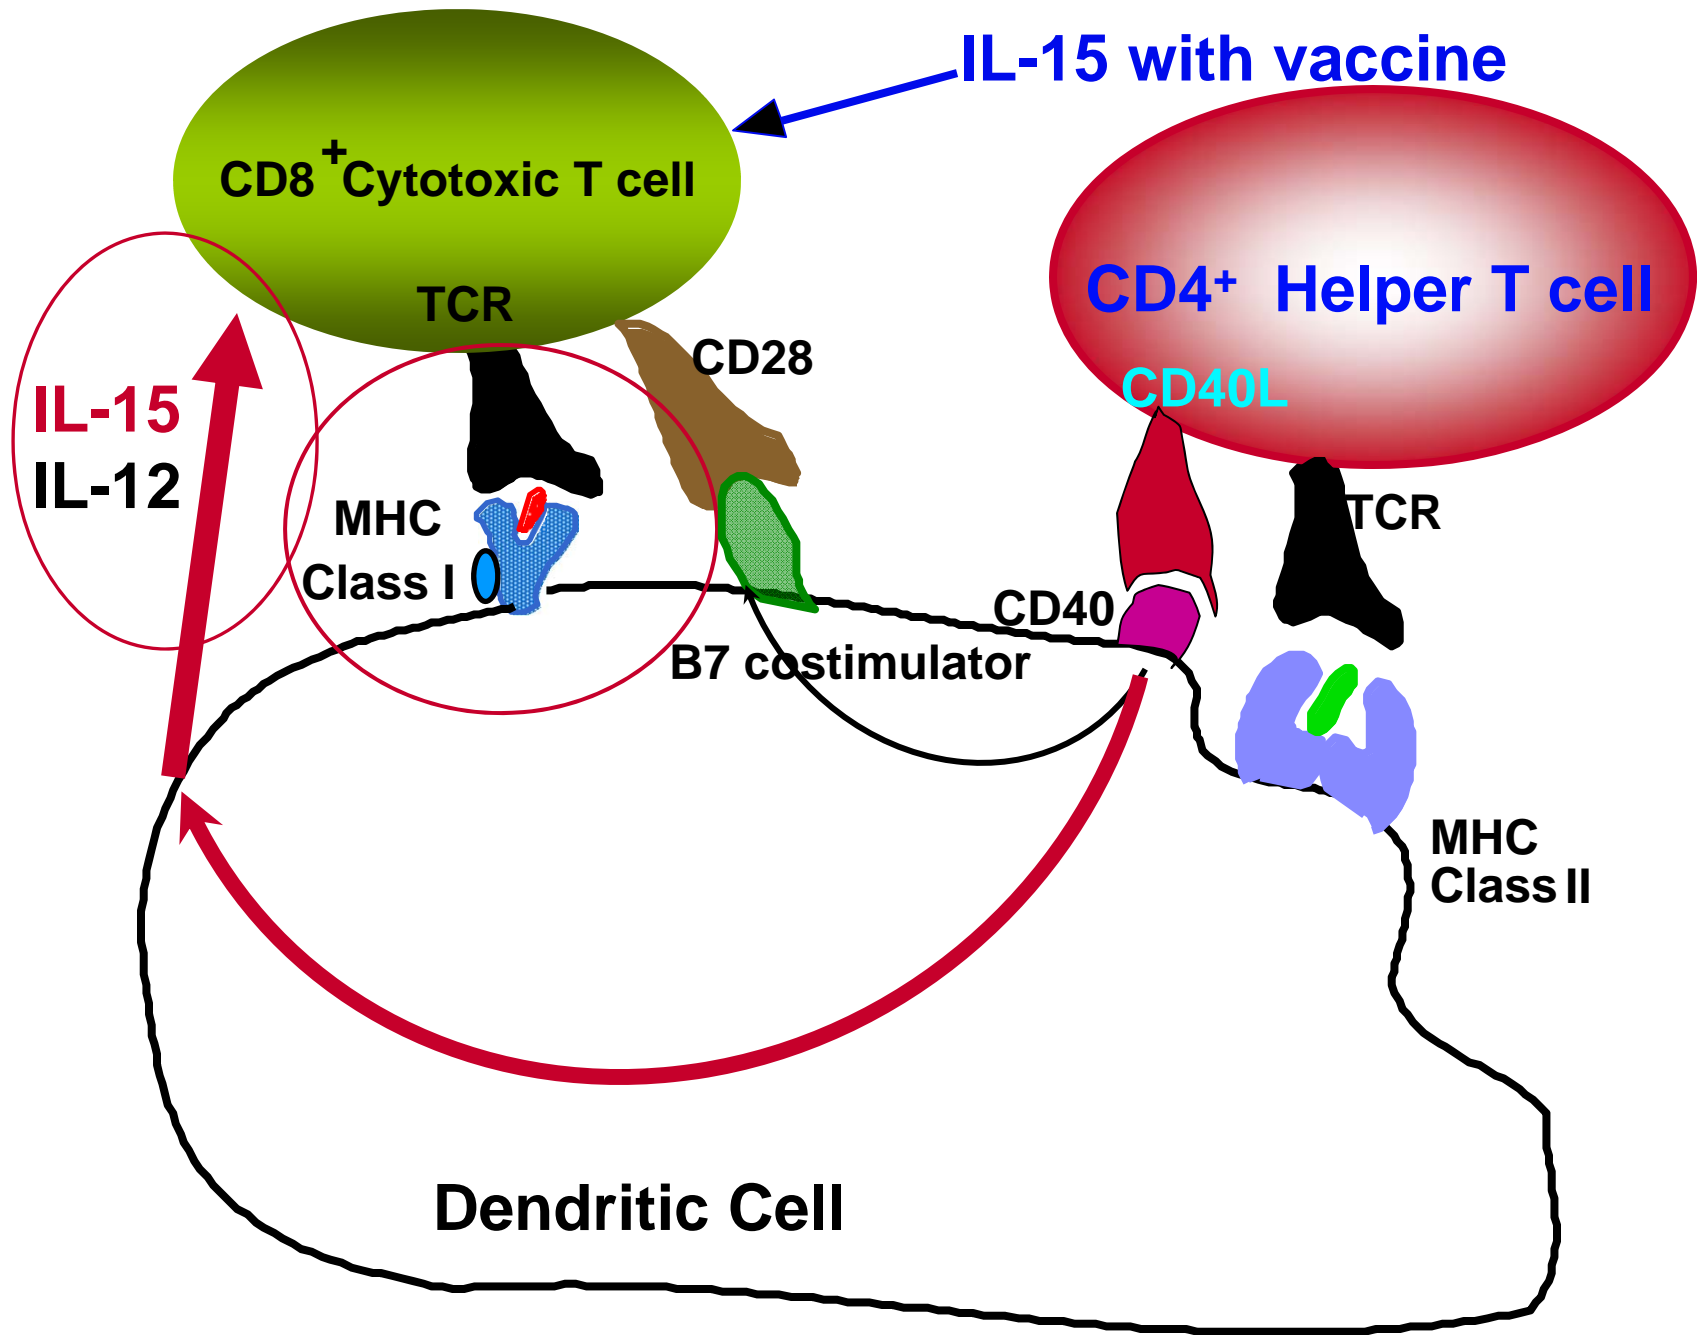 IL-15 with vaccine
CD8 + Cytotoxic T cell
CD4+ Helper T cell
TCR
CD28
CD40L
IL-15
IL-12
MHC
Class I
TCR
CD40
B7 costimulator
MHC
Class II
Dendritic Cell